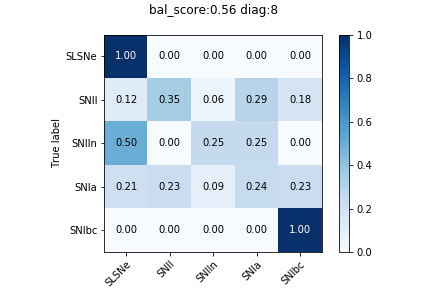 bal_score:0.56 diag:8
True label
SLSNe 1.00 0.00 0.00 0.00 0.00
SNII 0.12 0.35 0.06 0.29 0.18
SNIIn 0.50 0.00 0.25 0.25 0.00
SNIa 0.21 0.23 0.09 0.24 0.23
SNIbc 0.00 0.00 0.00 0.00 1.00
SLSNe SNII SNIIn SNIa SNIbc
1.0
0.8
0.6
0.4
0.2
0.0